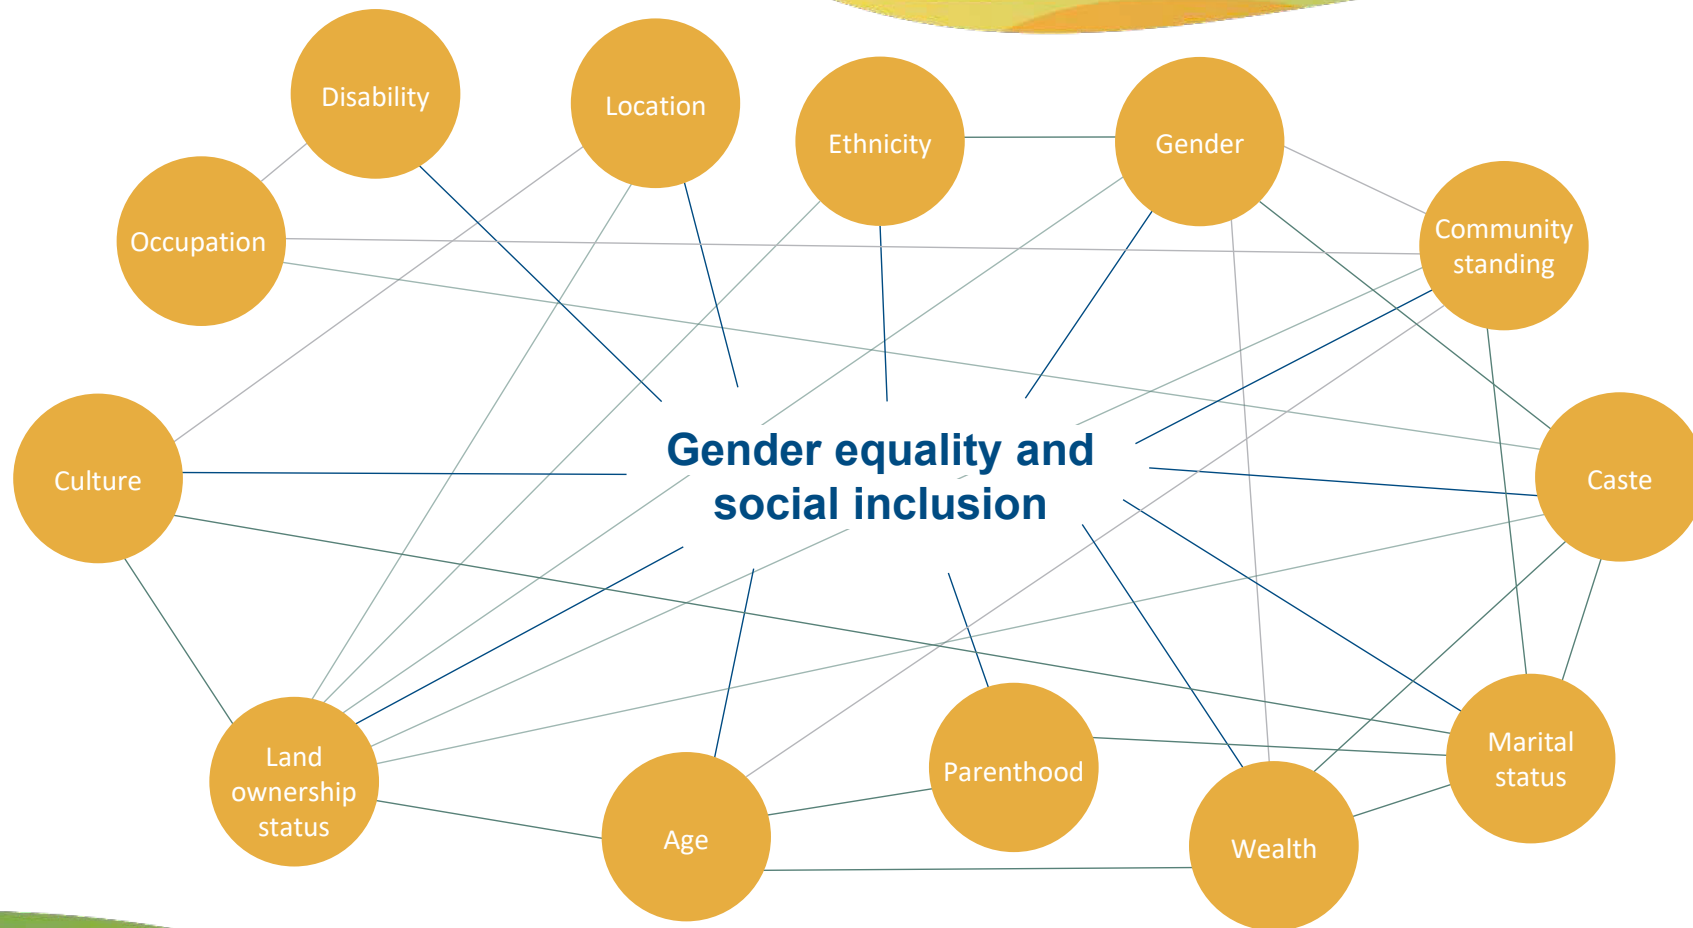 Disability
Location
Ethnicity
Gender
Occupation
Community
standing
Gender equality and
social inclusion
Culture
Caste
Land
ownership
status
Age
Parenthood
Wealth
Marital
status